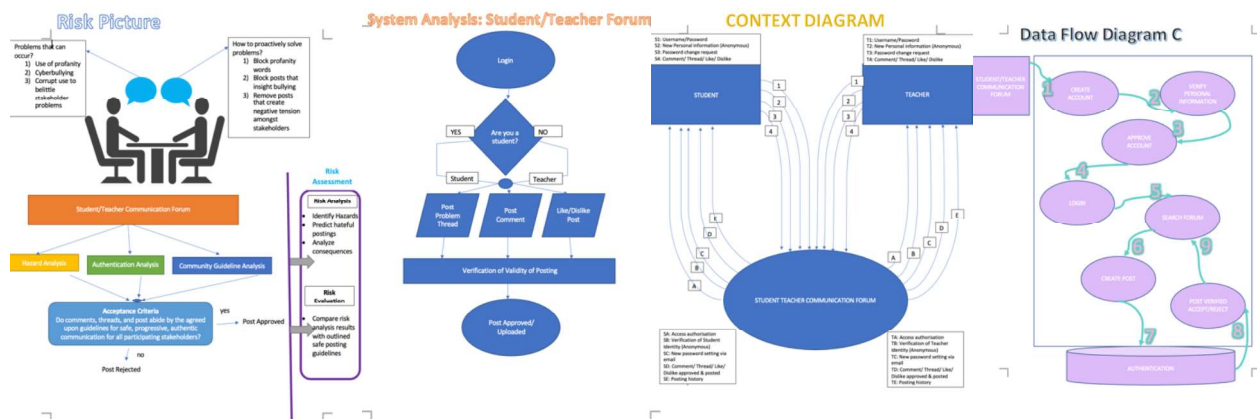 Risk Picture
Problems that can
occur?
1) Use of profanity
2) Cyberbullying
3) Corrupt use to
belittle
stakeholder
problems
How to proactively solve
problems?
1) Block profanity
words
2) Block posts that
insight bullying
3) Remove posts
that create
negative tension
amongst
stakeholders
Student/Teacher Communication Forum
Hazard Analysis
Authentication Analysis
Community Guideline Analysis
Acceptance Criteria
Do comments, threads, and post abide by the agreed
upon guidelines for safe, progressive, authentic
communication for all participating stakeholders?
yes
Post Approved
no
Post Rejected
Risk
Assessment
Risk Analysis
• Identify Hazards
• Predict hateful
postings
• Analyze
consequences
Risk
Evaluation
• Compare risk
analysis results
with outlined
safe posting
guidelines
System Analysis: Student/Teacher Forum
Login
YES
Are you a
student?
NO
Student
Teacher
Post
Problem
Thread
Post
Comment
Like/Dislike
Post
Verification of Validity of Posting
Post Approved/
Uploaded
CONTEXT DIAGRAM
S1: Username/Password
S2: New Personal Information (Anonymous)
S3: Password change request
S4: Comment/ Thread/ Like/ Dislike
STUDENT
1
2
3
4
T1: Username/Password
T2: New Personal Information (Anonymous)
T3: Password change request
T4: Comment/ Thread/ Like/ Dislike
TEACHER
1
2
3
4
E
D
C
B
A
E
D
C
B
A
STUDENT TEACHER COMMUNICATION FORUM
SA: Access authorisation
SB: Verification of Student
Identity (Anonymous)
SC: New password setting via
email
SD: Comment/ Thread/ Like/
Dislike approved & posted
SE: Posting history
TA: Access authorisation
TB: Verification of Teacher
Identity (Anonymous)
TC: New password setting via
email
TD: Comment/ Thread/ Like/
Dislike approved & posted
TE: Posting history
Data Flow Diagram C
STUDENT/TEACHER
COMMUNICATION
FORUM
1
CREATE
ACCOUNT
2
PERSONAL
INFORMATION
3
APPROVE
ACCOUNT
4
LOGIN
5
SEARCH FORUM
6
9
CREATE POST
POST VERIFIED
ACCEPT/REJECT
7
8
AUTHENTICATION